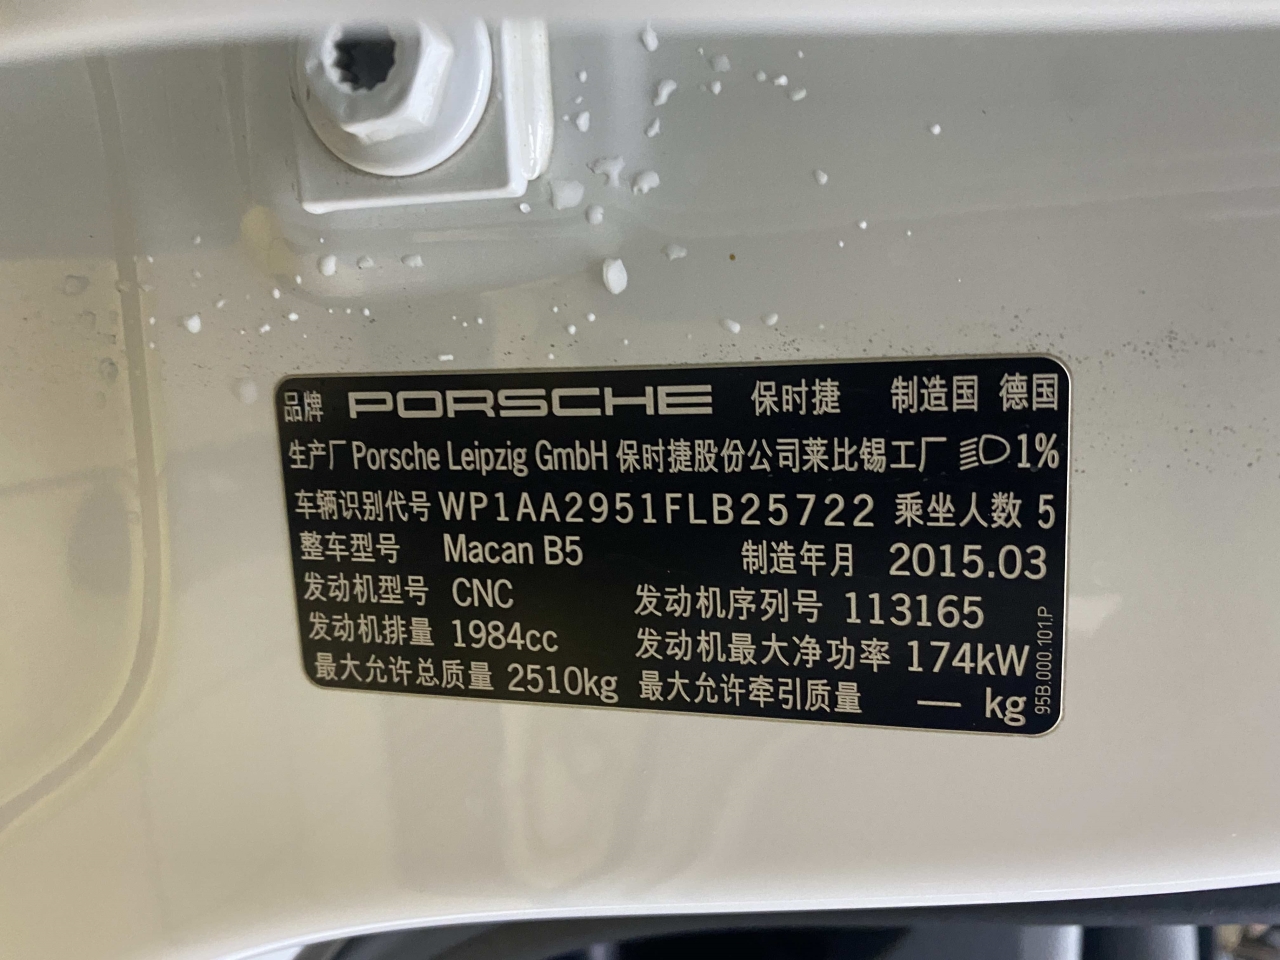 品牌 PORSCHE 保时捷 制造国 德国
生产厂 Porsche Leipzig GmbH 保时捷股份公司莱比锡工厂 1%
车辆识别代号 WP1AA2951FLB25722 乘坐人数 5
整车型号 Macan B5 制造年月 2015.03
发动机型号 CNC 发动机序列号 113165
发动机排量 1984cc 发动机最大净功率 174kW
最大允许总质量 2510kg 最大允许牵引质量 — kg
95B.000.101.P